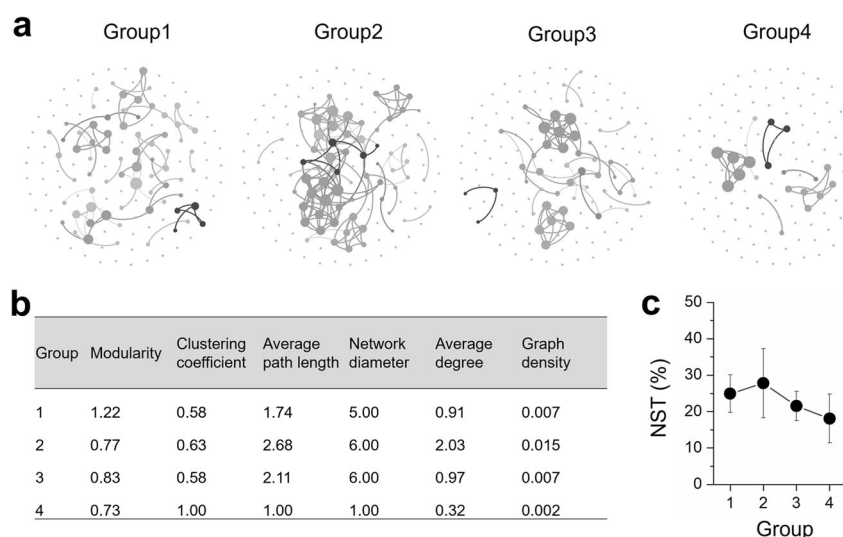 a
Group1 Group2 Group3 Group4
b
Group Modularity Clustering coefficient Average path length Network diameter Average degree Graph density
1 1.22 0.58 1.74 5.00 0.91 0.007
2 0.77 0.63 2.68 6.00 2.03 0.015
3 0.83 0.58 2.11 6.00 0.97 0.007
4 0.73 1.00 1.00 1.00 0.32 0.002
c
NST (%)
50
40
30
20
10
0
1 2 3 4
Group